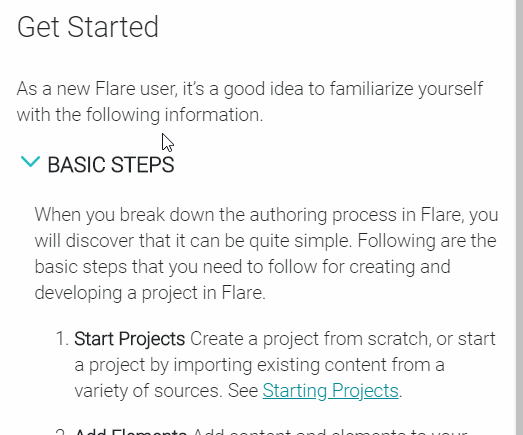 Get Started
As a new Flare user, it's a good idea to familiarize yourself
with the following information.
BASIC STEPS
When you break down the authoring process in Flare, you
will discover that it can be quite simple. Following are the
basic steps that you need to follow for creating and
developing a project in Flare.
1. Start Projects Create a project from scratch, or start
a project by importing existing content from a
variety of sources. See Starting Projects.
2. Add Elements Add content and elements to your